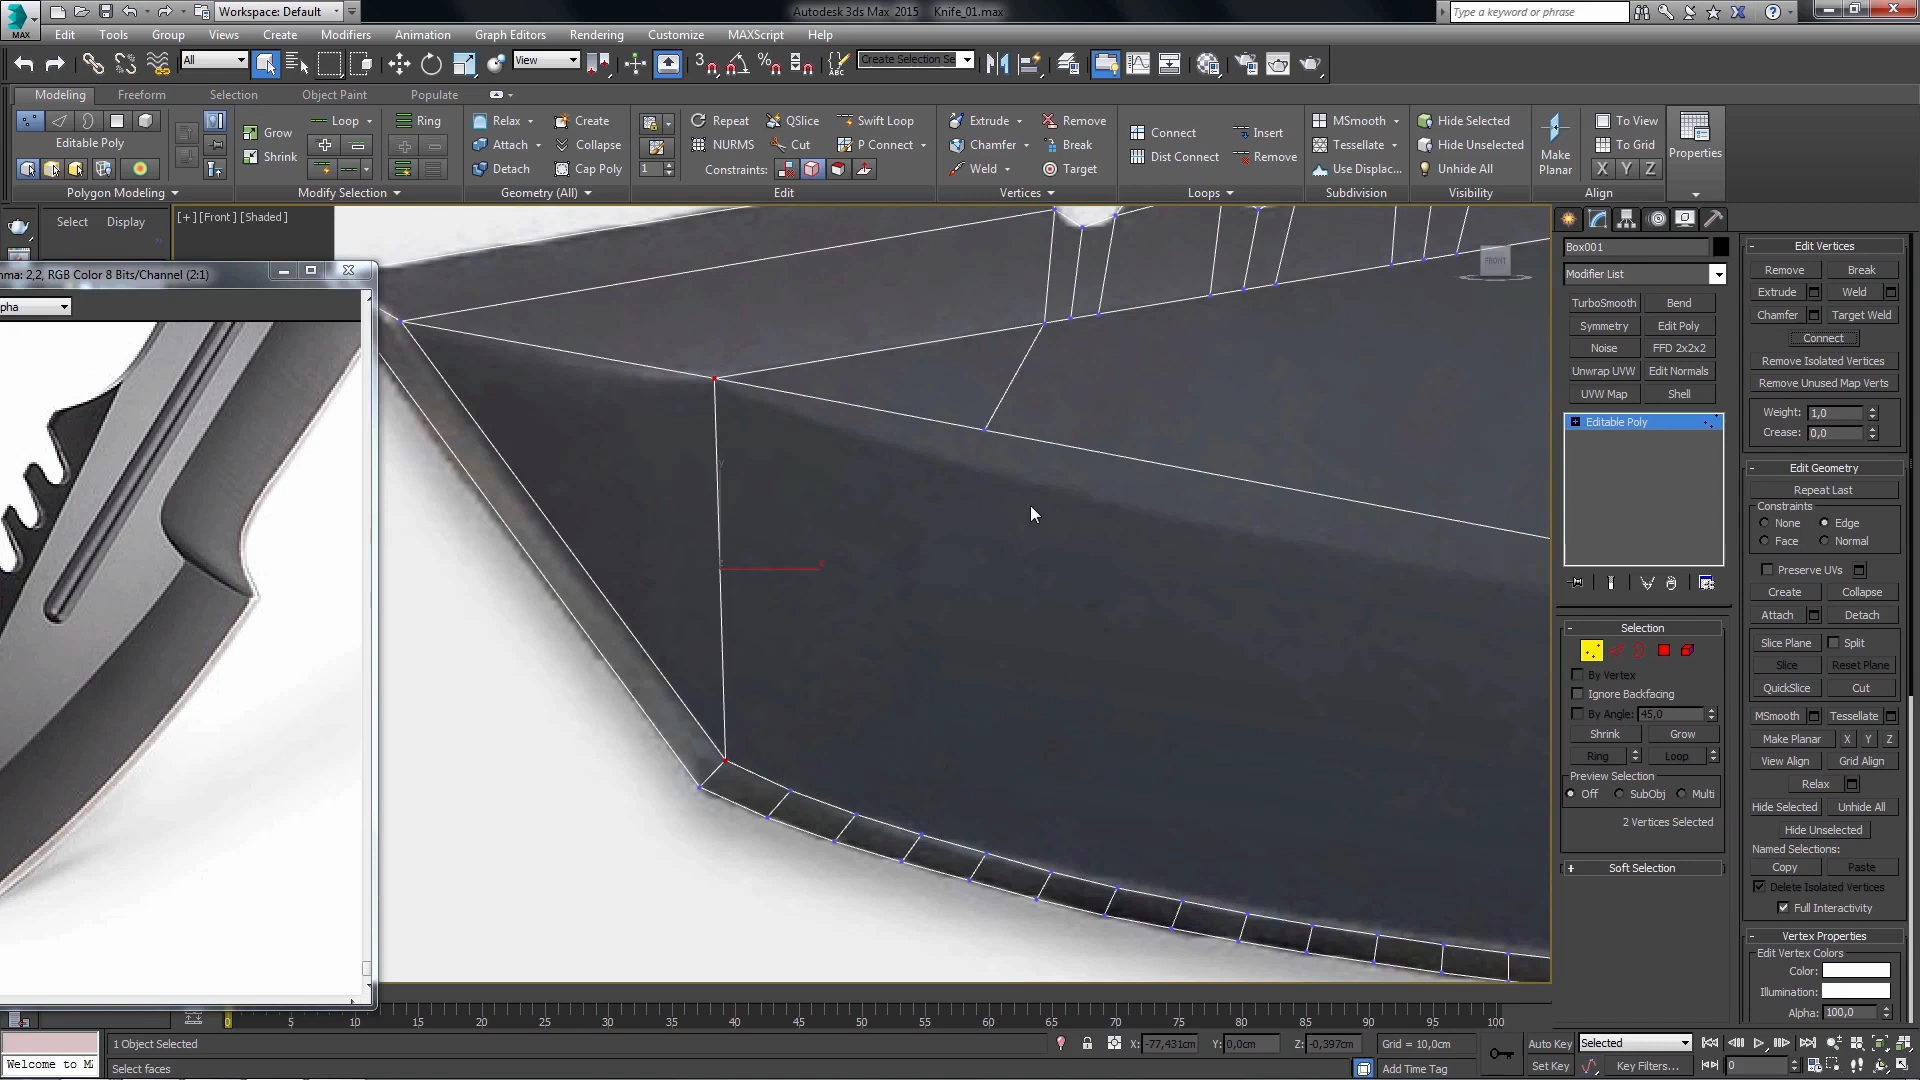 Workspace: Default
Autodesk 3ds Max 2015 Knife_01.max
Type a keyword or phrase
MAX
Edit Tools Group Views Create Modifiers Animation Graph Editors Rendering Customize MAXScript Help
All
View
Create Selection Se
Modeling Freeform Selection Object Paint Populate
Editable Poly
Polygon Modeling
Grow
Shrink
Loop
Ring
Modify Selection
Relax Create
Attach Collapse
Detach Cap Poly
Geometry (All)
1
Repeat QSlice Swift Loop
NURMS Cut P Connect
Constraints:
Edit
Extrude Remove
Chamfer Break
Weld Target
Vertices
Connect Insert
Dist Connect Remove
Loops
MSmooth
Tessellate
Use Displac...
Subdivision
Hide Selected
Hide Unselected
Unhide All
Visibility
Make
Planar
To View
To Grid
X Y Z
Align
Properties
Select Display
[+] [Front] [Shaded]
mma: 2,2, RGB Color 8 Bits/Channel (2:1)
pha
FRONT
y
x
z
Box001
Modifier List
TurboSmooth Bend
Symmetry Edit Poly
Noise FFD 2x2x2
Unwrap UVW Edit Normals
UVW Map Shell
Editable Poly
Selection
By Vertex
Ignore Backfacing
By Angle: 45,0
Shrink Grow
Ring Loop
Preview Selection
Off SubObj Multi
2 Vertices Selected
Soft Selection
Edit Vertices
Remove Break
Extrude Weld
Chamfer Target Weld
Connect
Remove Isolated Vertices
Remove Unused Map Verts
Weight: 1,0
Crease: 0,0
Edit Geometry
Repeat Last
Constraints
None Edge
Face Normal
Preserve UVs
Create Collapse
Attach Detach
Slice Plane Split
Slice Reset Plane
QuickSlice Cut
MSmooth Tessellate
Make Planar X Y Z
View Align Grid Align
Relax
Hide Selected Unhide All
Hide Unselected
Named Selections:
Copy Paste
Delete Isolated Vertices
Full Interactivity
Vertex Properties
Edit Vertex Colors
Color:
Illumination:
Alpha: 100,0
0 5 10 15 20 25 30 35 40 45 50 55 60 65 70 75 80 85 90 95 100
1 Object Selected
X: -77,431cm Y: 0,0cm Z: -0,397cm Grid = 10,0cm
Auto Key Selected
Welcome to M
Select faces
Add Time Tag
Set Key Key Filters... 0